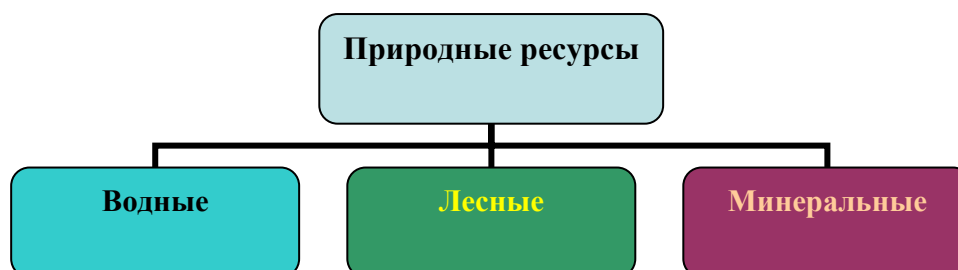 Природные ресурсы
Водные
Лесные
Минеральные